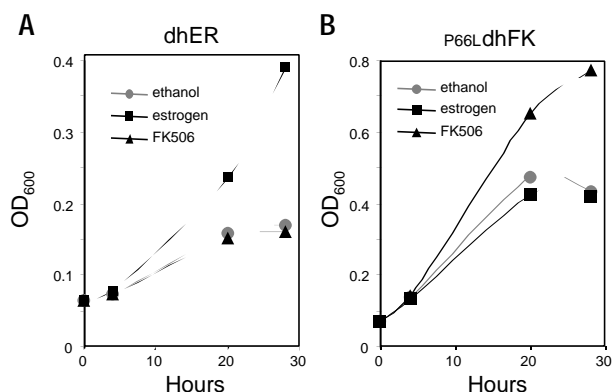 A
dhER
0.4
0.3
OD600
0.2
0.1
0
ethanol
estrogen
FK506
0
10
20
30
Hours
B
P66LdhFK
0.8
0.6
OD600
0.4
0.2
0
ethanol
estrogen
FK506
0
10
20
30
Hours